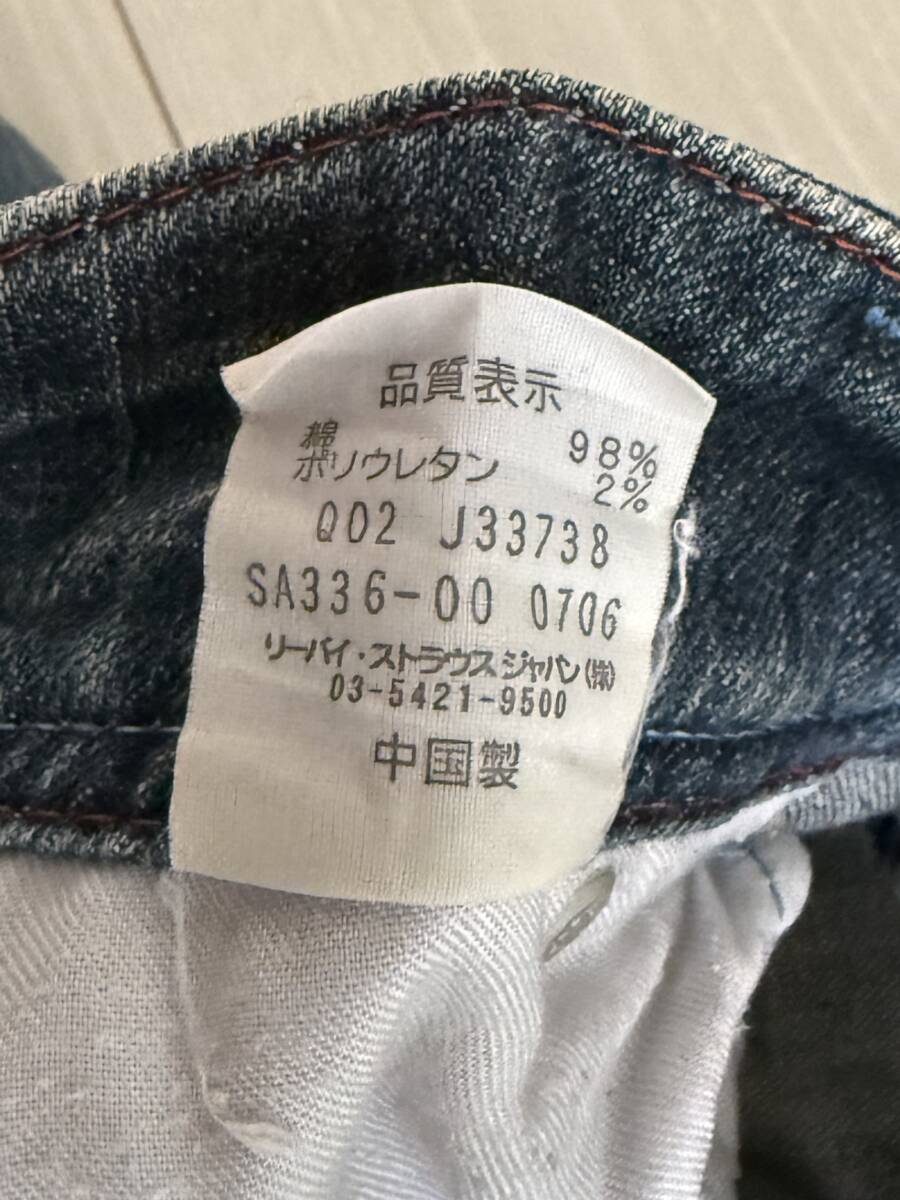 品質表示
綿 98%
ポリウレタン 2%
Q02 J33738
SA336-00 0706
リーバイ・ストラウスジャパン(株)
03-5421-9500
中国製